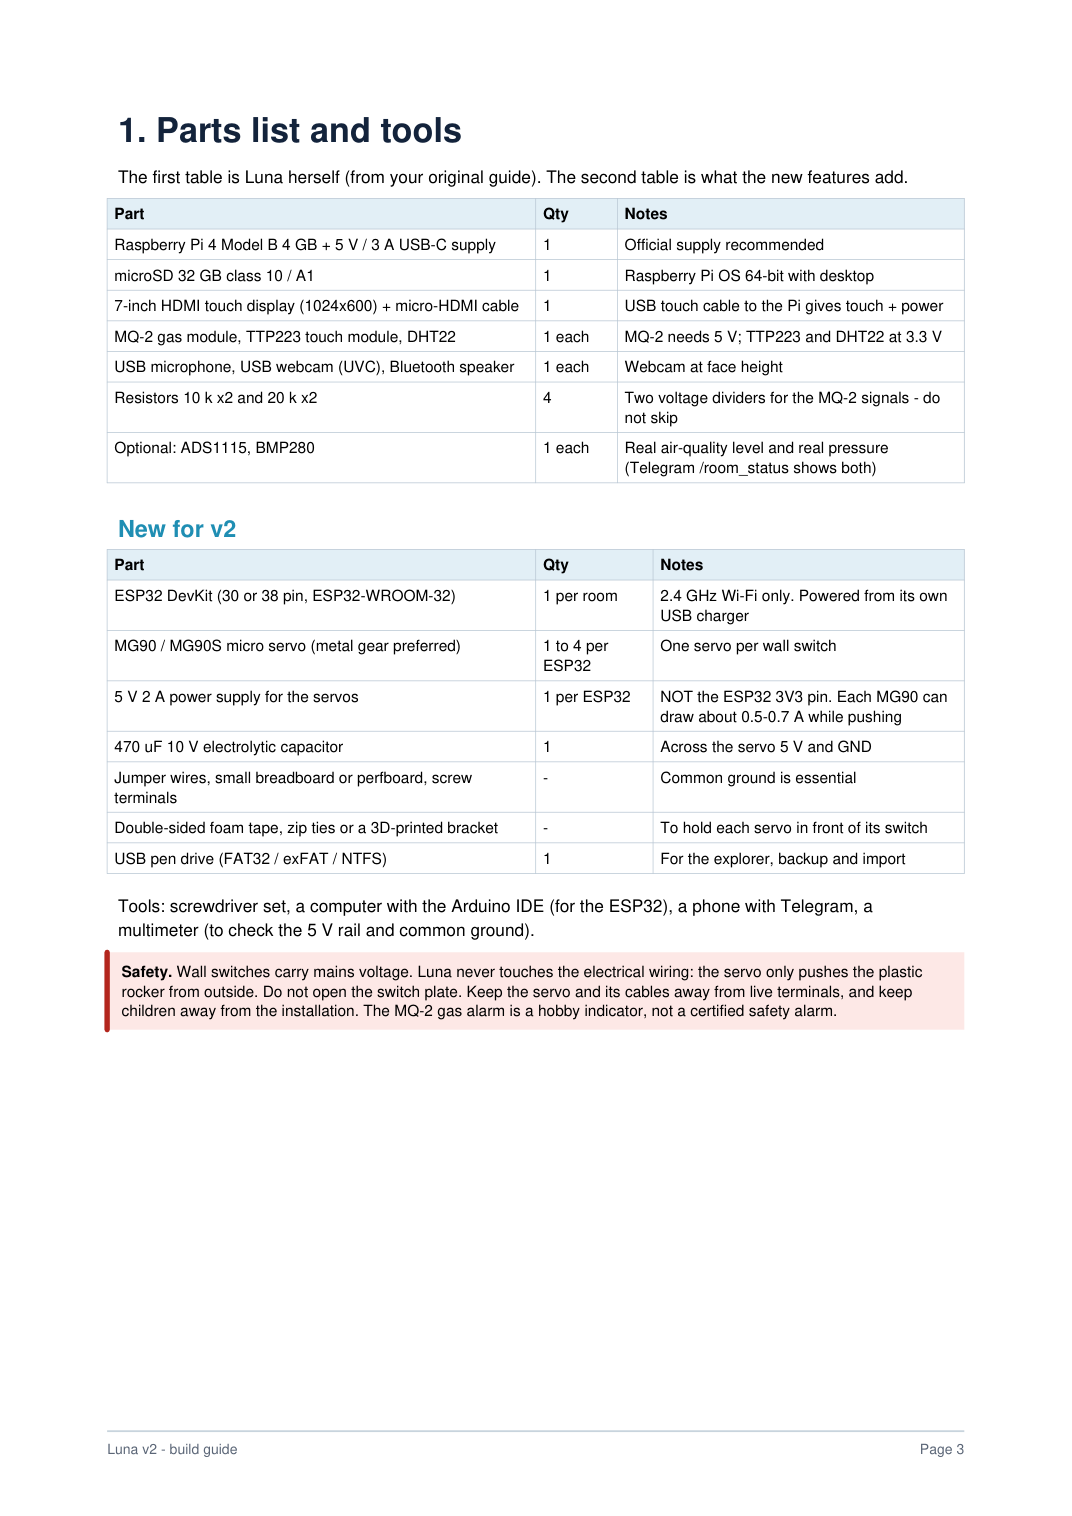 1. Parts list and tools
The first table is Luna herself (from your original guide). The second table is what the new features add.
Part Qty Notes
Raspberry Pi 4 Model B 4 GB + 5 V / 3 A USB-C supply 1 Official supply recommended
microSD 32 GB class 10 / A1 1 Raspberry Pi OS 64-bit with desktop
7-inch HDMI touch display (1024x600) + micro-HDMI cable 1 USB touch cable to the Pi gives touch + power
MQ-2 gas module, TTP223 touch module, DHT22 1 each MQ-2 needs 5 V; TTP223 and DHT22 at 3.3 V
USB microphone, USB webcam (UVC), Bluetooth speaker 1 each Webcam at face height
Resistors 10 k x2 and 20 k x2 4 Two voltage dividers for the MQ-2 signals - do
not skip
Optional: ADS1115, BMP280 1 each Real air-quality level and real pressure
(Telegram /room_status shows both)
New for v2
Part Qty Notes
ESP32 DevKit (30 or 38 pin, ESP32-WROOM-32) 1 per room 2.4 GHz Wi-Fi only. Powered from its own
USB charger
MG90 / MG90S micro servo (metal gear preferred) 1 to 4 per One servo per wall switch
ESP32
5 V 2 A power supply for the servos 1 per ESP32 NOT the ESP32 3V3 pin. Each MG90 can
draw about 0.5-0.7 A while pushing
470 uF 10 V electrolytic capacitor 1 Across the servo 5 V and GND
Jumper wires, small breadboard or perfboard, screw - Common ground is essential
terminals
Double-sided foam tape, zip ties or a 3D-printed bracket - To hold each servo in front of its switch
USB pen drive (FAT32 / exFAT / NTFS) 1 For the explorer, backup and import
Tools: screwdriver set, a computer with the Arduino IDE (for the ESP32), a phone with Telegram, a
multimeter (to check the 5 V rail and common ground).
Safety. Wall switches carry mains voltage. Luna never touches the electrical wiring: the servo only pushes the plastic
rocker from outside. Do not open the switch plate. Keep the servo and its cables away from live terminals, and keep
children away from the installation. The MQ-2 gas alarm is a hobby indicator, not a certified safety alarm.
Luna v2 - build guide Page 3